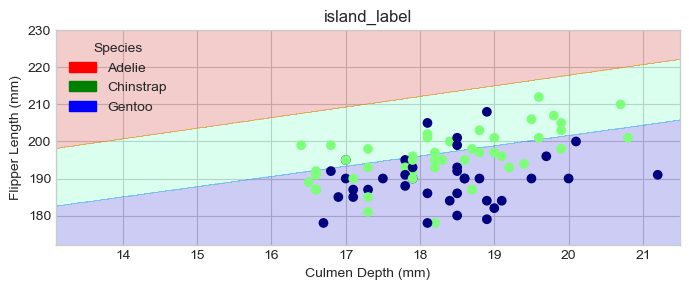 island_label
Flipper Length (mm)
230
220
210
200
190
180
Species
Adelie
Chinstrap
Gentoo
14 15 16 17 18 19 20 21
Culmen Depth (mm)